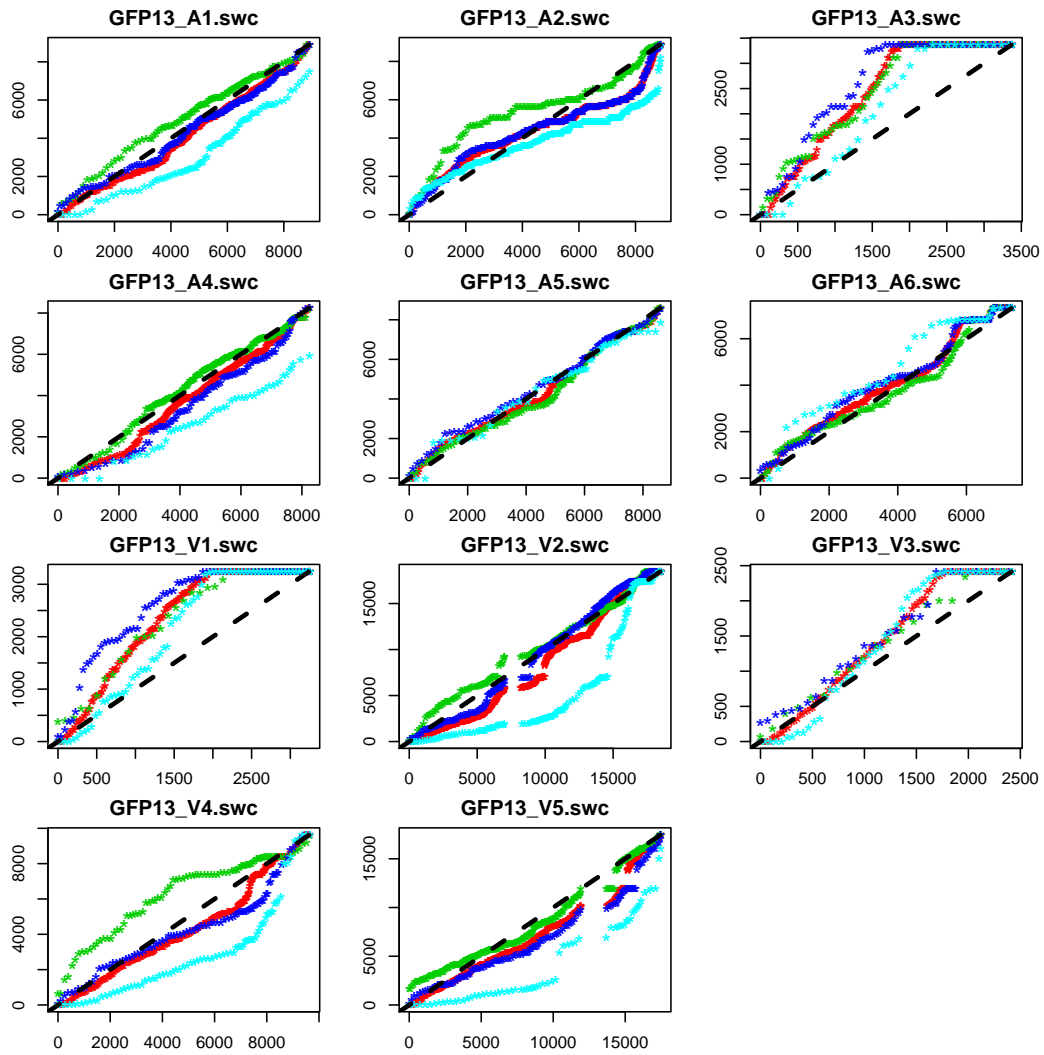 GFP13_A1.swc GFP13_A2.swc GFP13_A3.swc
0 2000 6000
0 2000 4000 6000 8000
0 2000 6000
0 2000 4000 6000 8000
0 1000 2500
0 500 1500 2500 3500
GFP13_A4.swc GFP13_A5.swc GFP13_A6.swc
0 2000 6000
0 2000 4000 6000 8000
0 2000 6000
0 2000 4000 6000 8000
0 2000 6000
0 2000 4000 6000
GFP13_V1.swc GFP13_V2.swc GFP13_V3.swc
0 1000 2000 3000
0 500 1500 2500
0 5000 15000
0 5000 10000 15000
0 500 1500 2500
0 500 1000 1500 2000 2500
GFP13_V4.swc GFP13_V5.swc
0 4000 8000
0 2000 4000 6000 8000
0 5000 15000
0 5000 10000 15000